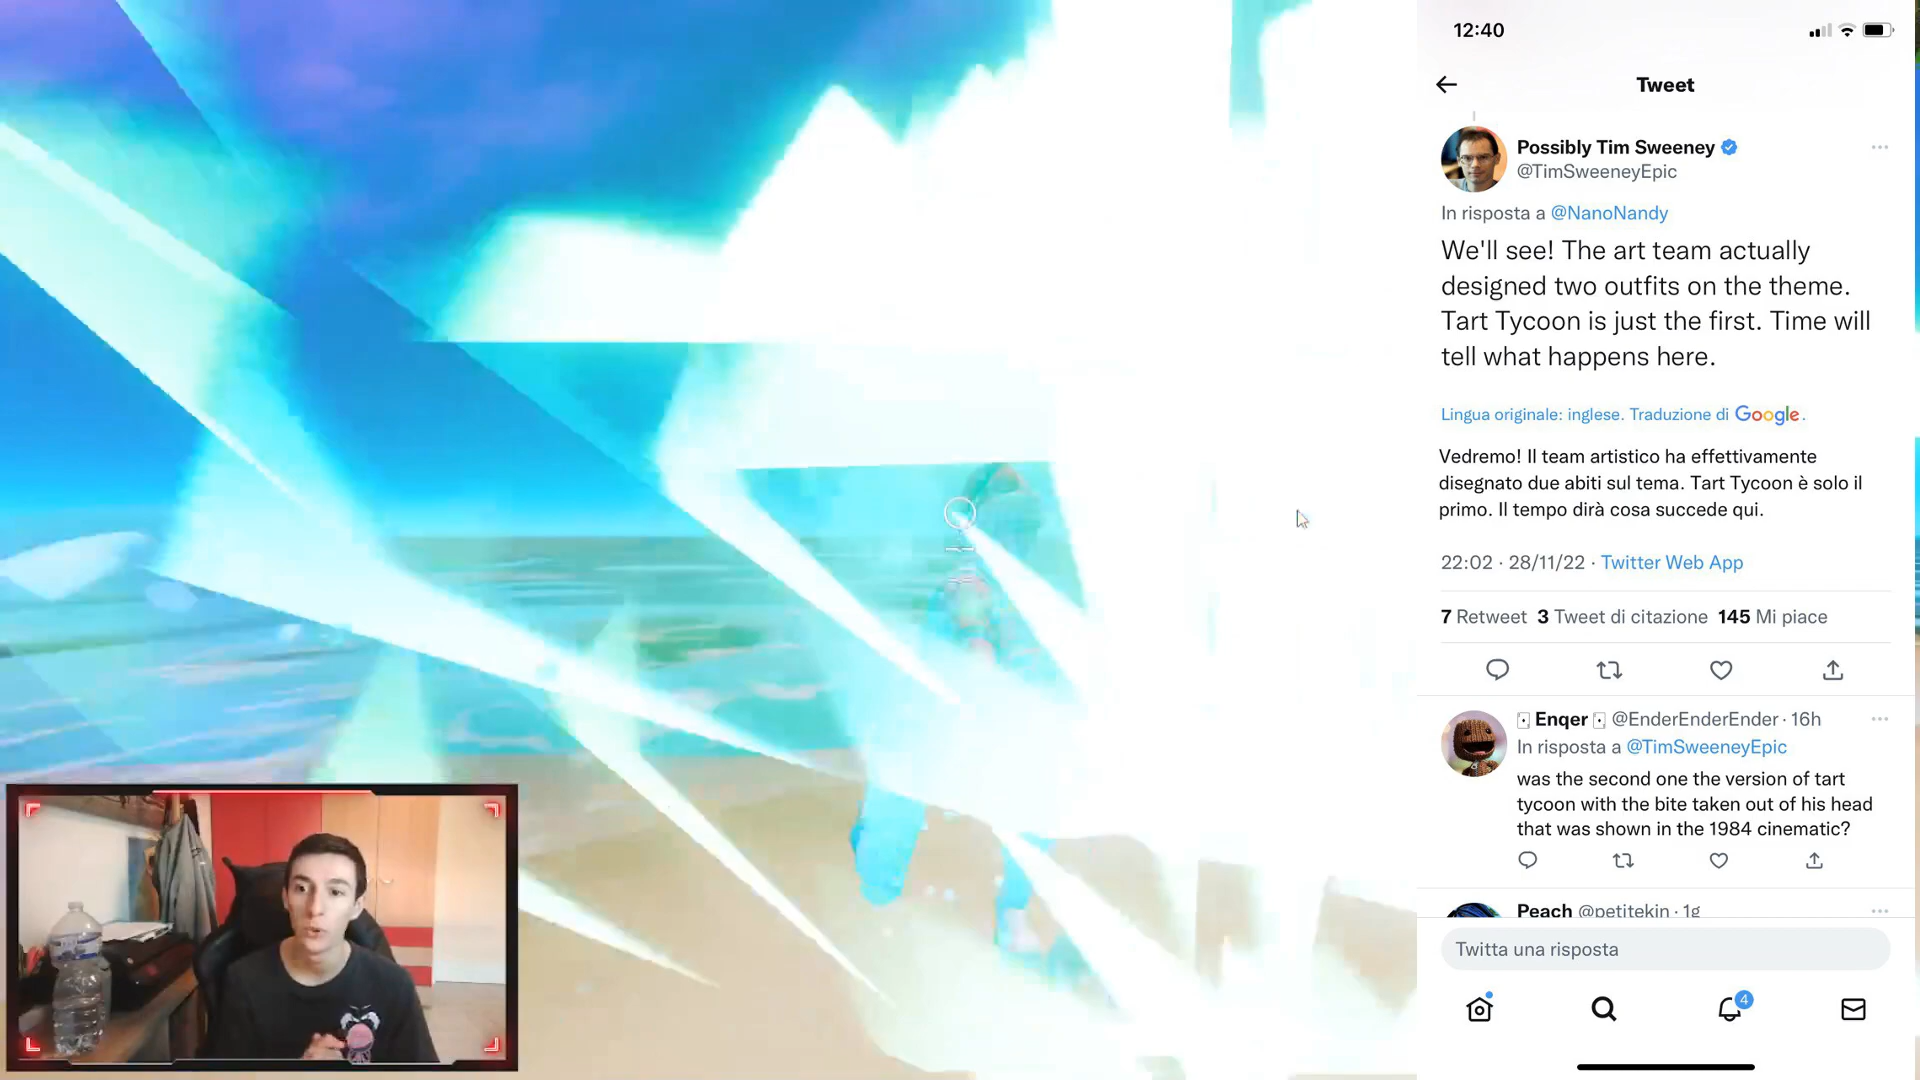 12:40
Tweet
Possibly Tim Sweeney
@TimSweeneyEpic
In risposta a @NanoNandy
We'll see! The art team actually
designed two outfits on the theme.
Tart Tycoon is just the first. Time will
tell what happens here.
Lingua originale: inglese. Traduzione di Google.
Vedremo! Il team artistico ha effettivamente
disegnato due abiti sul tema. Tart Tycoon è solo il
primo. Il tempo dirà cosa succede qui.
22:02 · 28/11/22 · Twitter Web App
7 Retweet 3 Tweet di citazione 145 Mi piace
Enqer @EnderEnderEnder · 16h
In risposta a @TimSweeneyEpic
was the second one the version of tart
tycoon with the bite taken out of his head
that was shown in the 1984 cinematic?
Peach @petitekin · 1g
Twitta una risposta
4